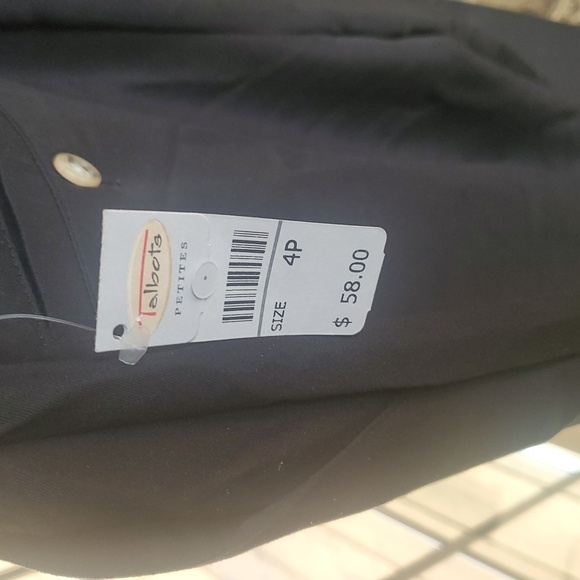 Talbots
PETITES
SIZE 4P
$ 58.00